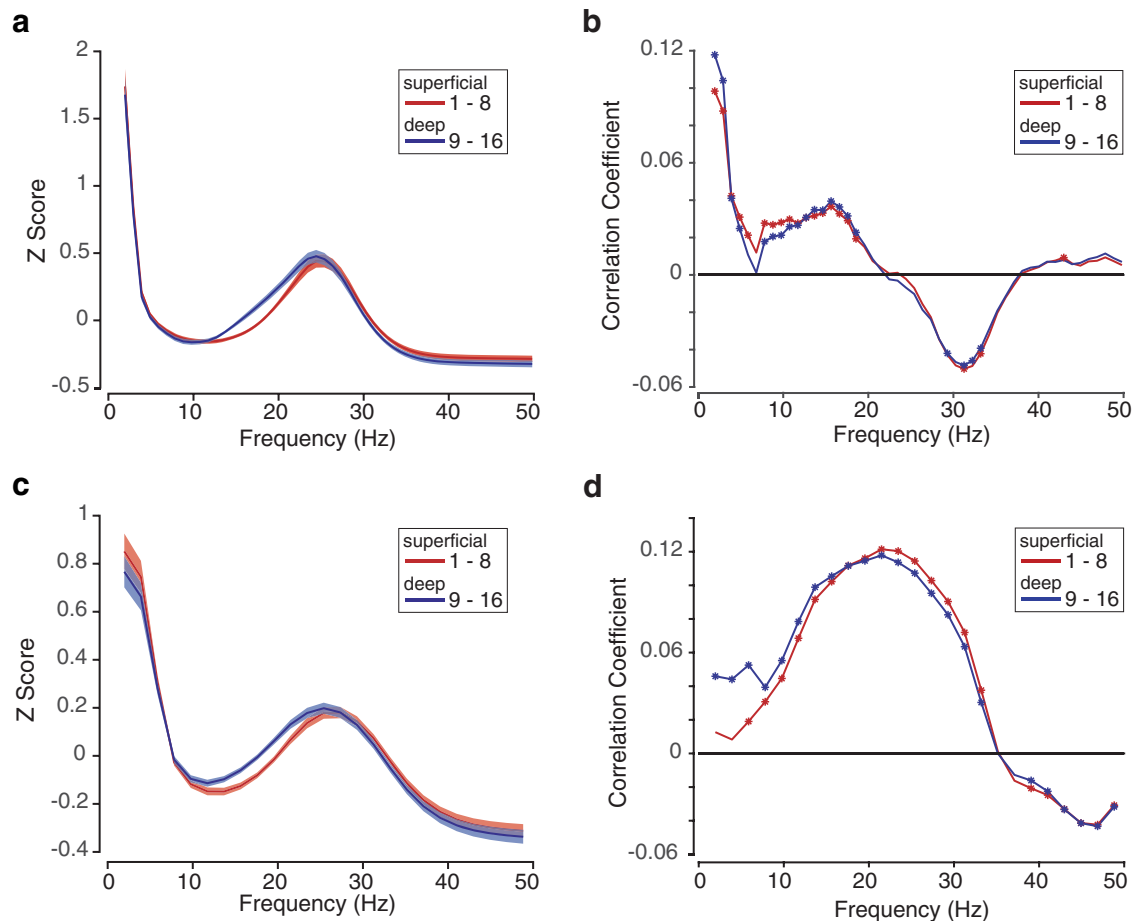 a
2
1.5
1
0.5
0
-0.5
Z Score
superficial
1 - 8
deep
9 - 16
0 10 20 30 40 50
Frequency (Hz)
b
0.12
0.06
0
-0.06
Correlation Coefficient
superficial
1 - 8
deep
9 - 16
0 10 20 30 40 50
Frequency (Hz)
c
1
0.8
0.6
0.4
0.2
0
-0.2
-0.4
Z Score
superficial
1 - 8
deep
9 - 16
0 10 20 30 40 50
Frequency (Hz)
d
0.12
0.06
0
-0.06
Correlation Coefficient
superficial
1 - 8
deep
9 - 16
0 10 20 30 40 50
Frequency (Hz)